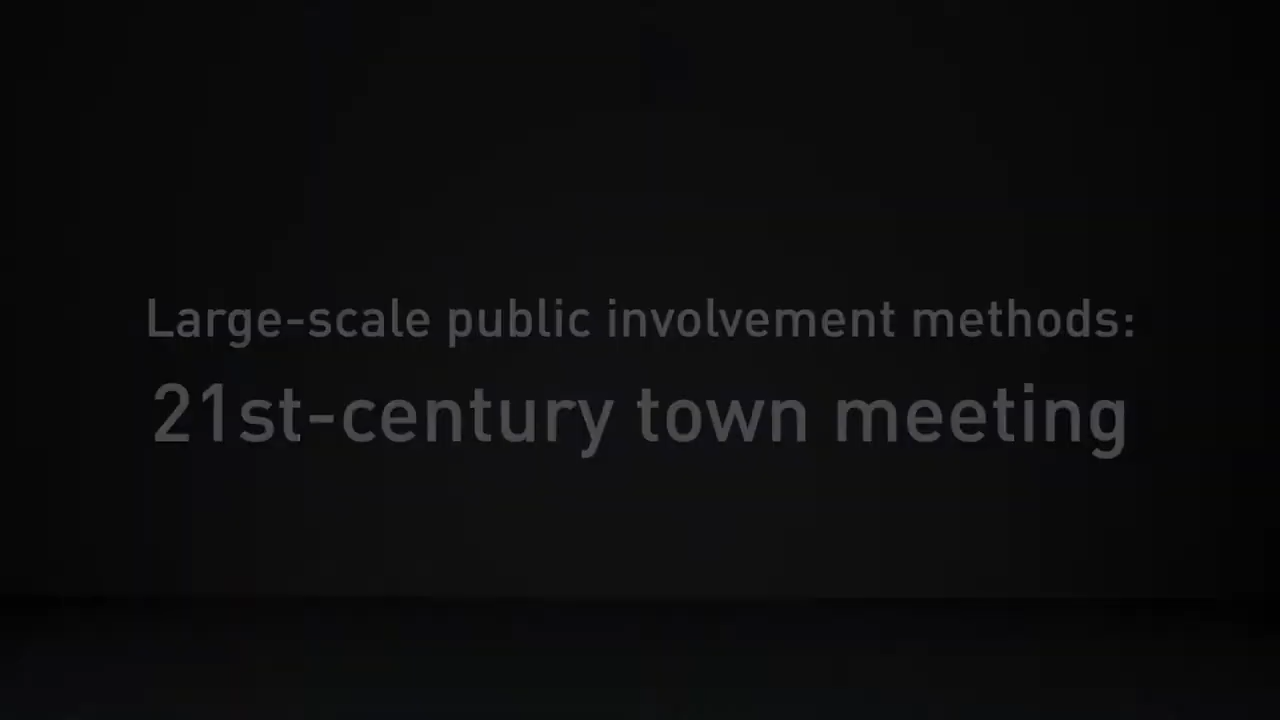 Large-scale public involvement methods:
21st-century town meeting